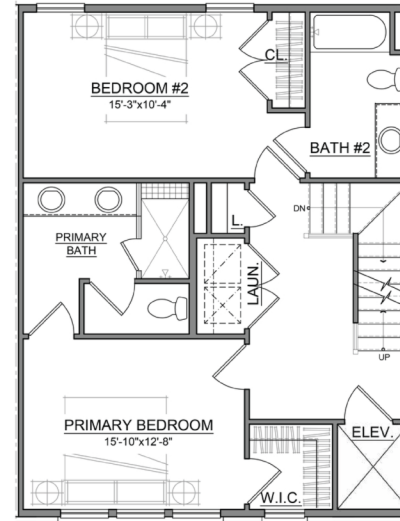 CL.
BEDROOM #2
15'-3"x10'-4"
BATH #2
DN
L.
PRIMARY
BATH
LAUN.
UP
PRIMARY BEDROOM
15'-10"x12'-8"
ELEV.
W.I.C.